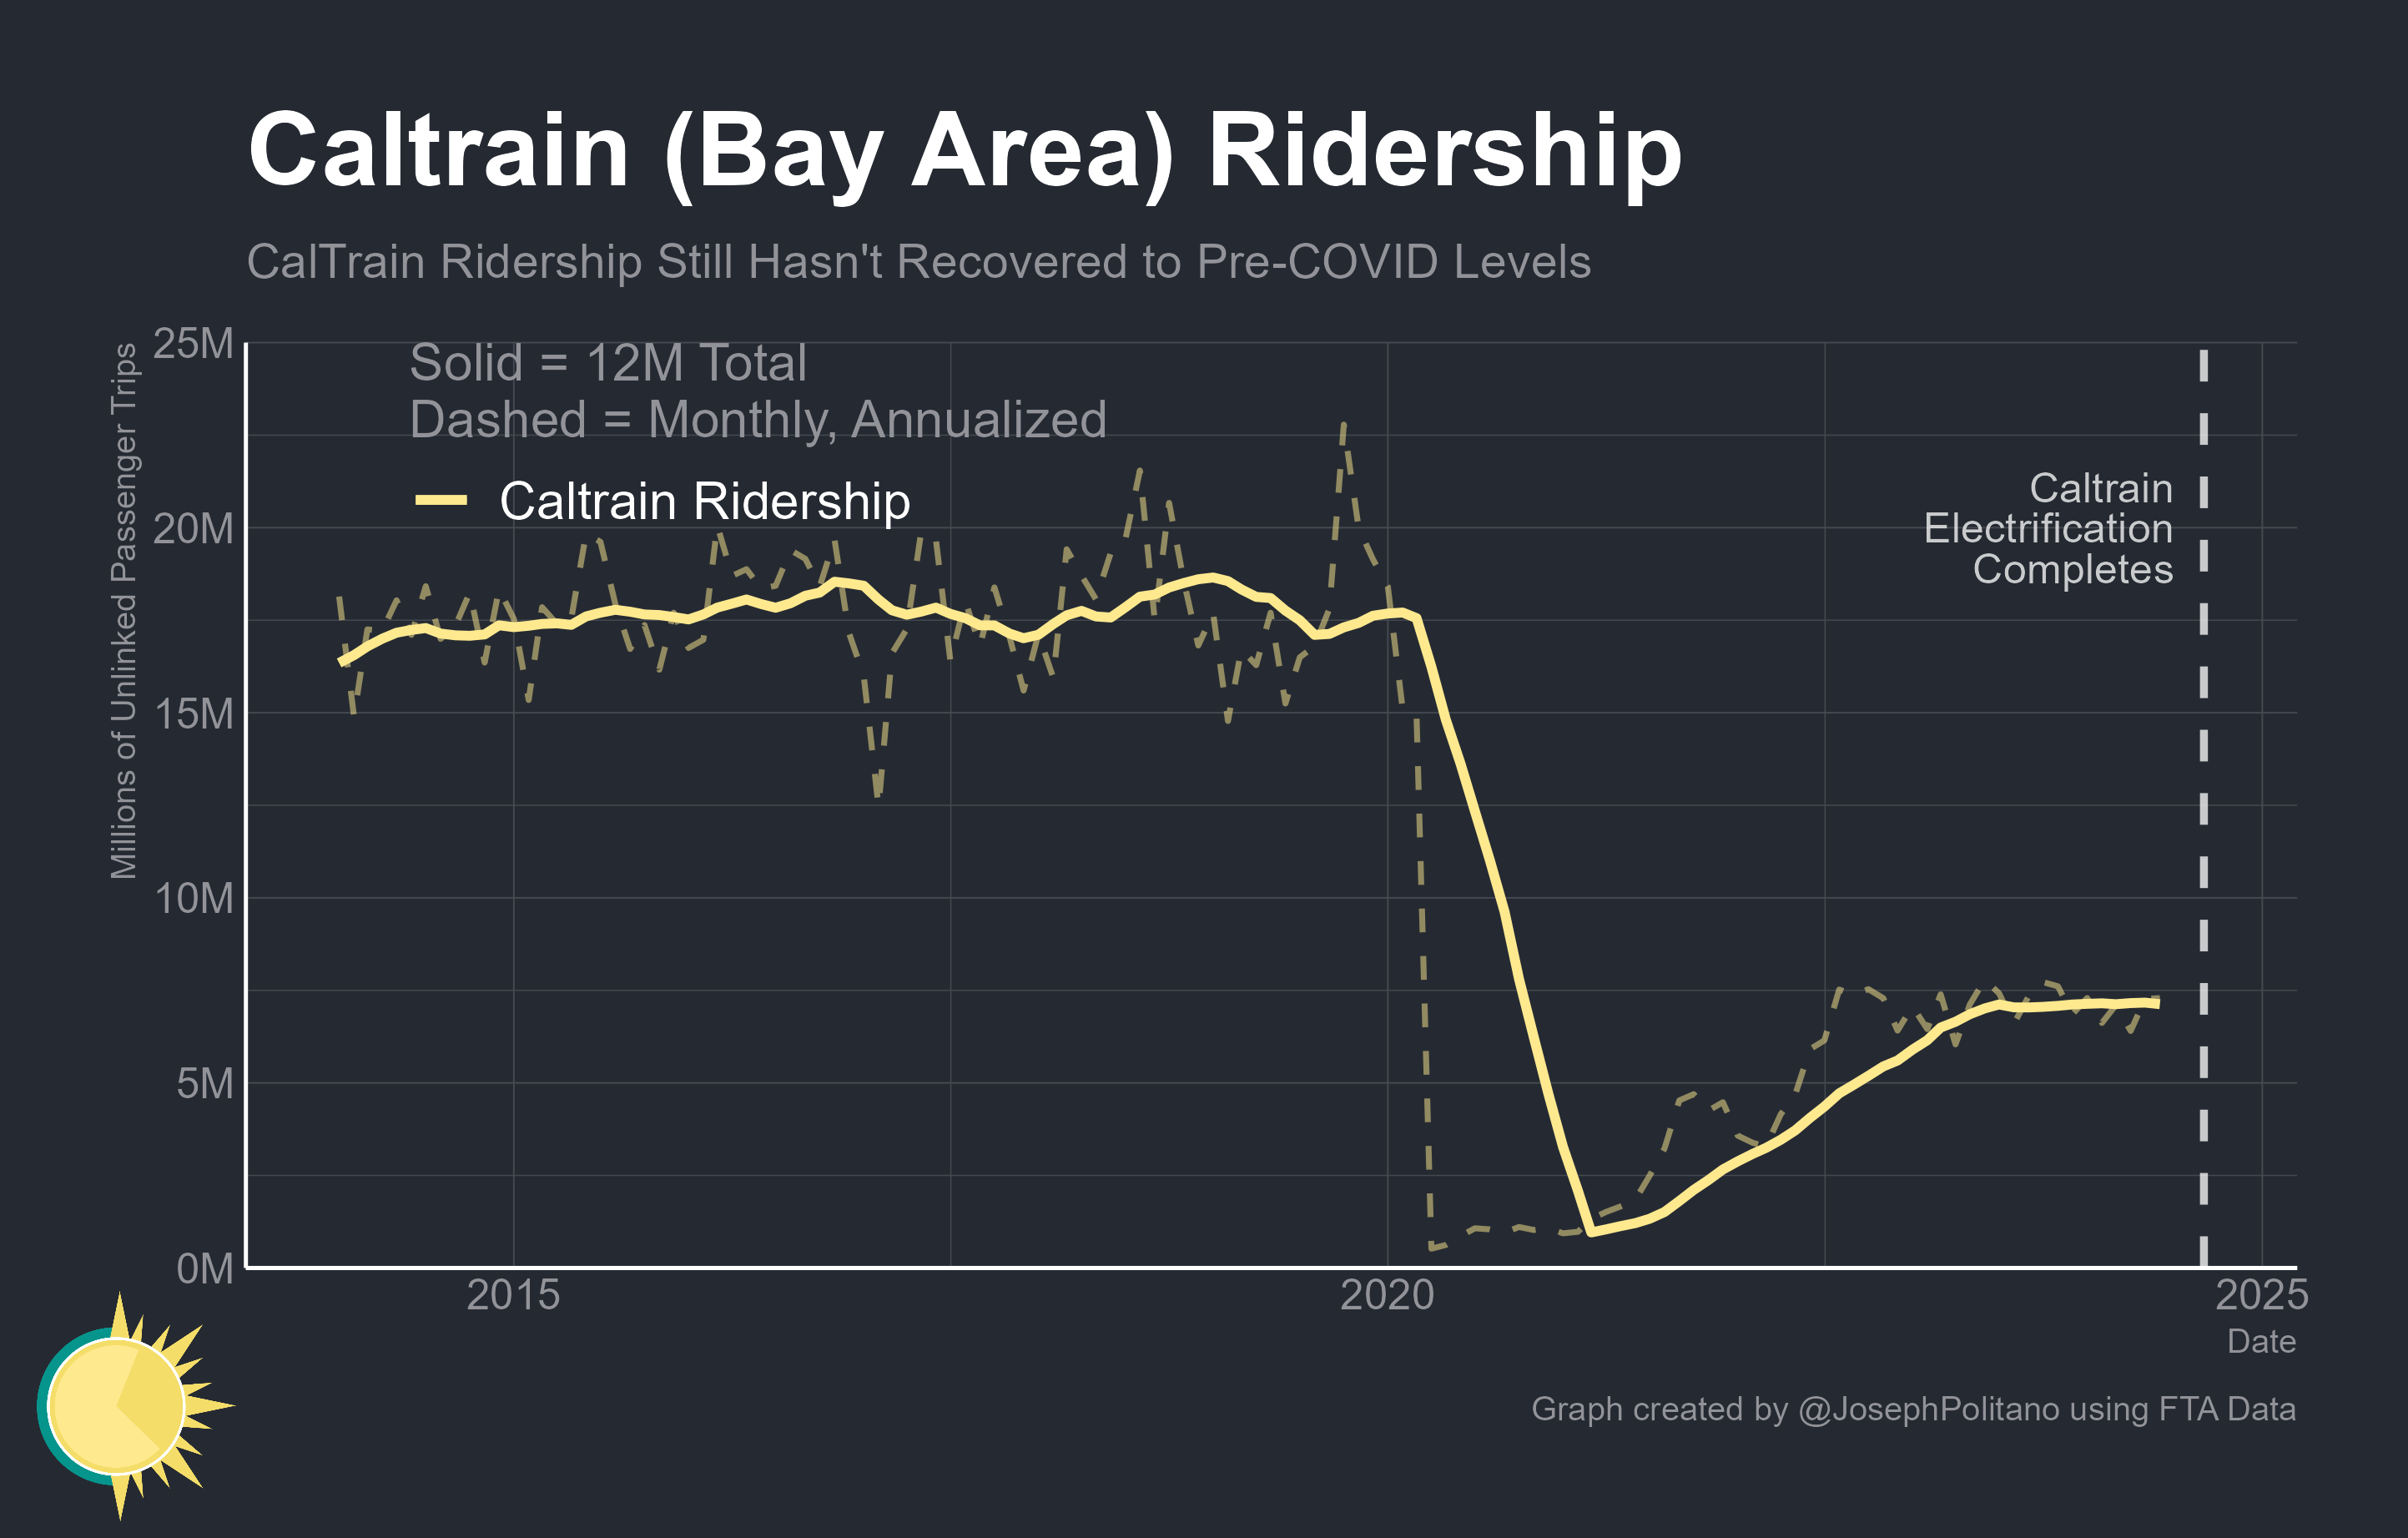 Caltrain (Bay Area) Ridership
CalTrain Ridership Still Hasn't Recovered to Pre-COVID Levels
Millions of Unlinked Passenger Trips
25M
20M
15M
10M
5M
0M
Solid = 12M Total
Dashed = Monthly, Annualized
Caltrain Ridership
Caltrain
Electrification
Completes
2015
2020
2025
Date
Graph created by @JosephPolitano using FTA Data